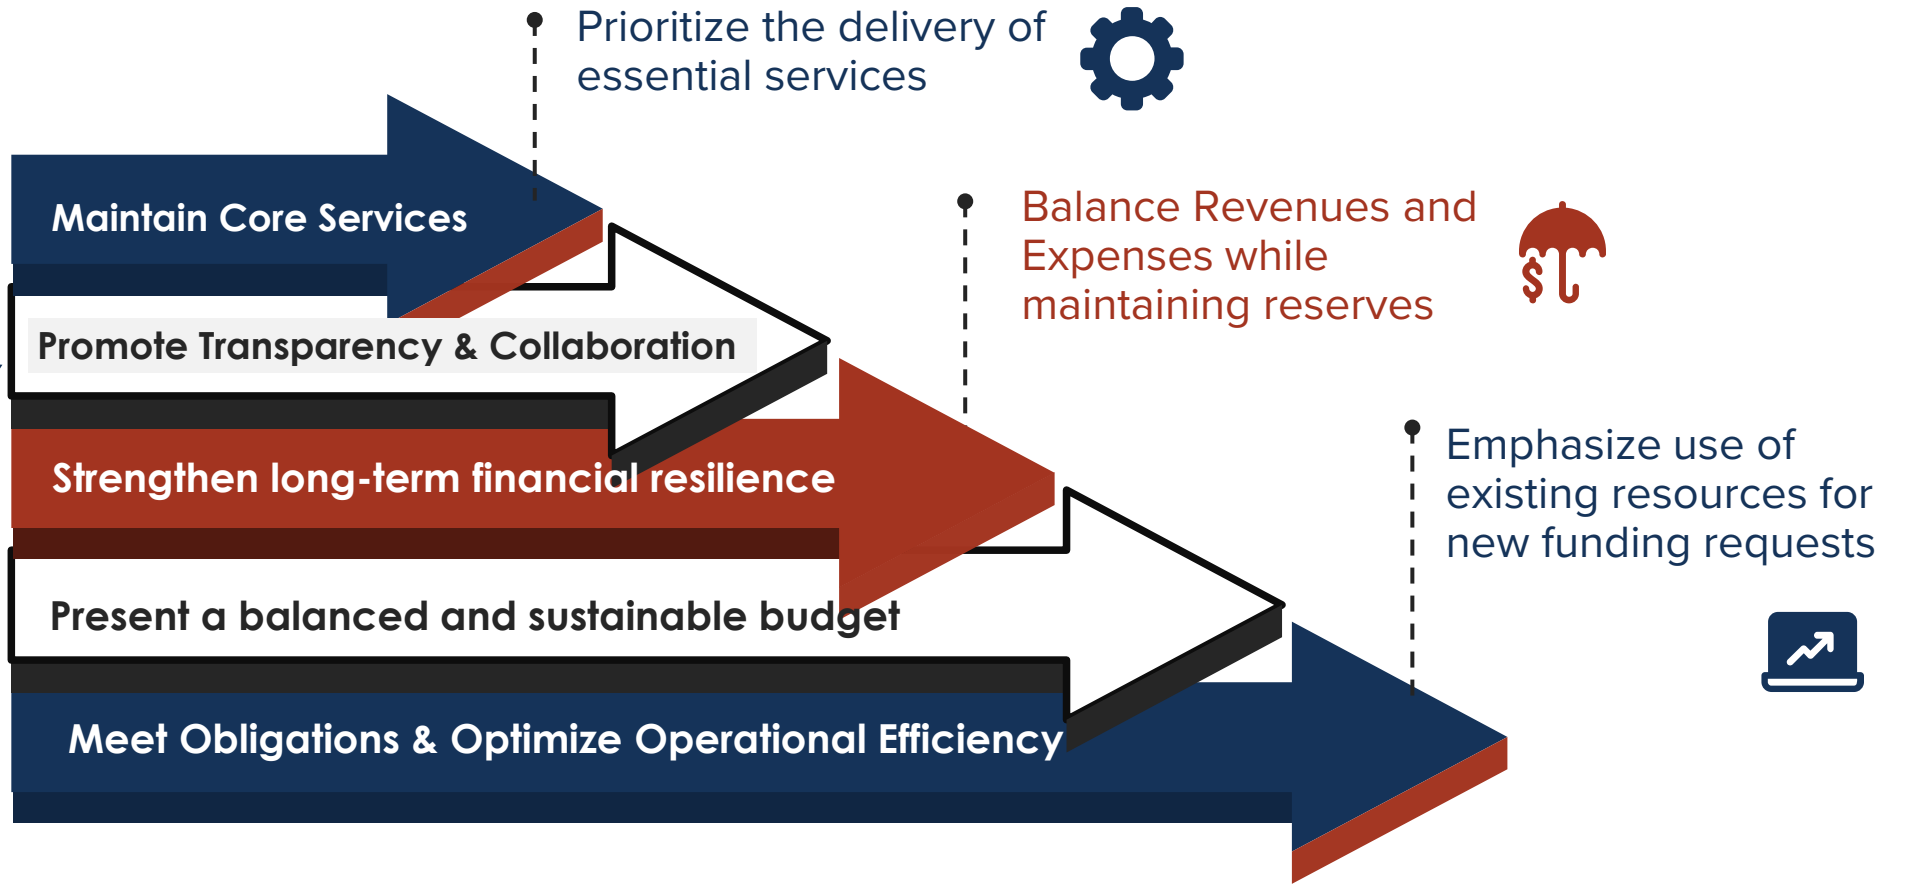 Prioritize the delivery of
essential services
Maintain Core Services
Balance Revenues and
Expenses while
maintaining reserves
Promote Transparency & Collaboration
Strengthen long-term financial resilience
Emphasize use of
existing resources for
new funding requests
Present a balanced and sustainable budget
Meet Obligations & Optimize Operational Efficiency